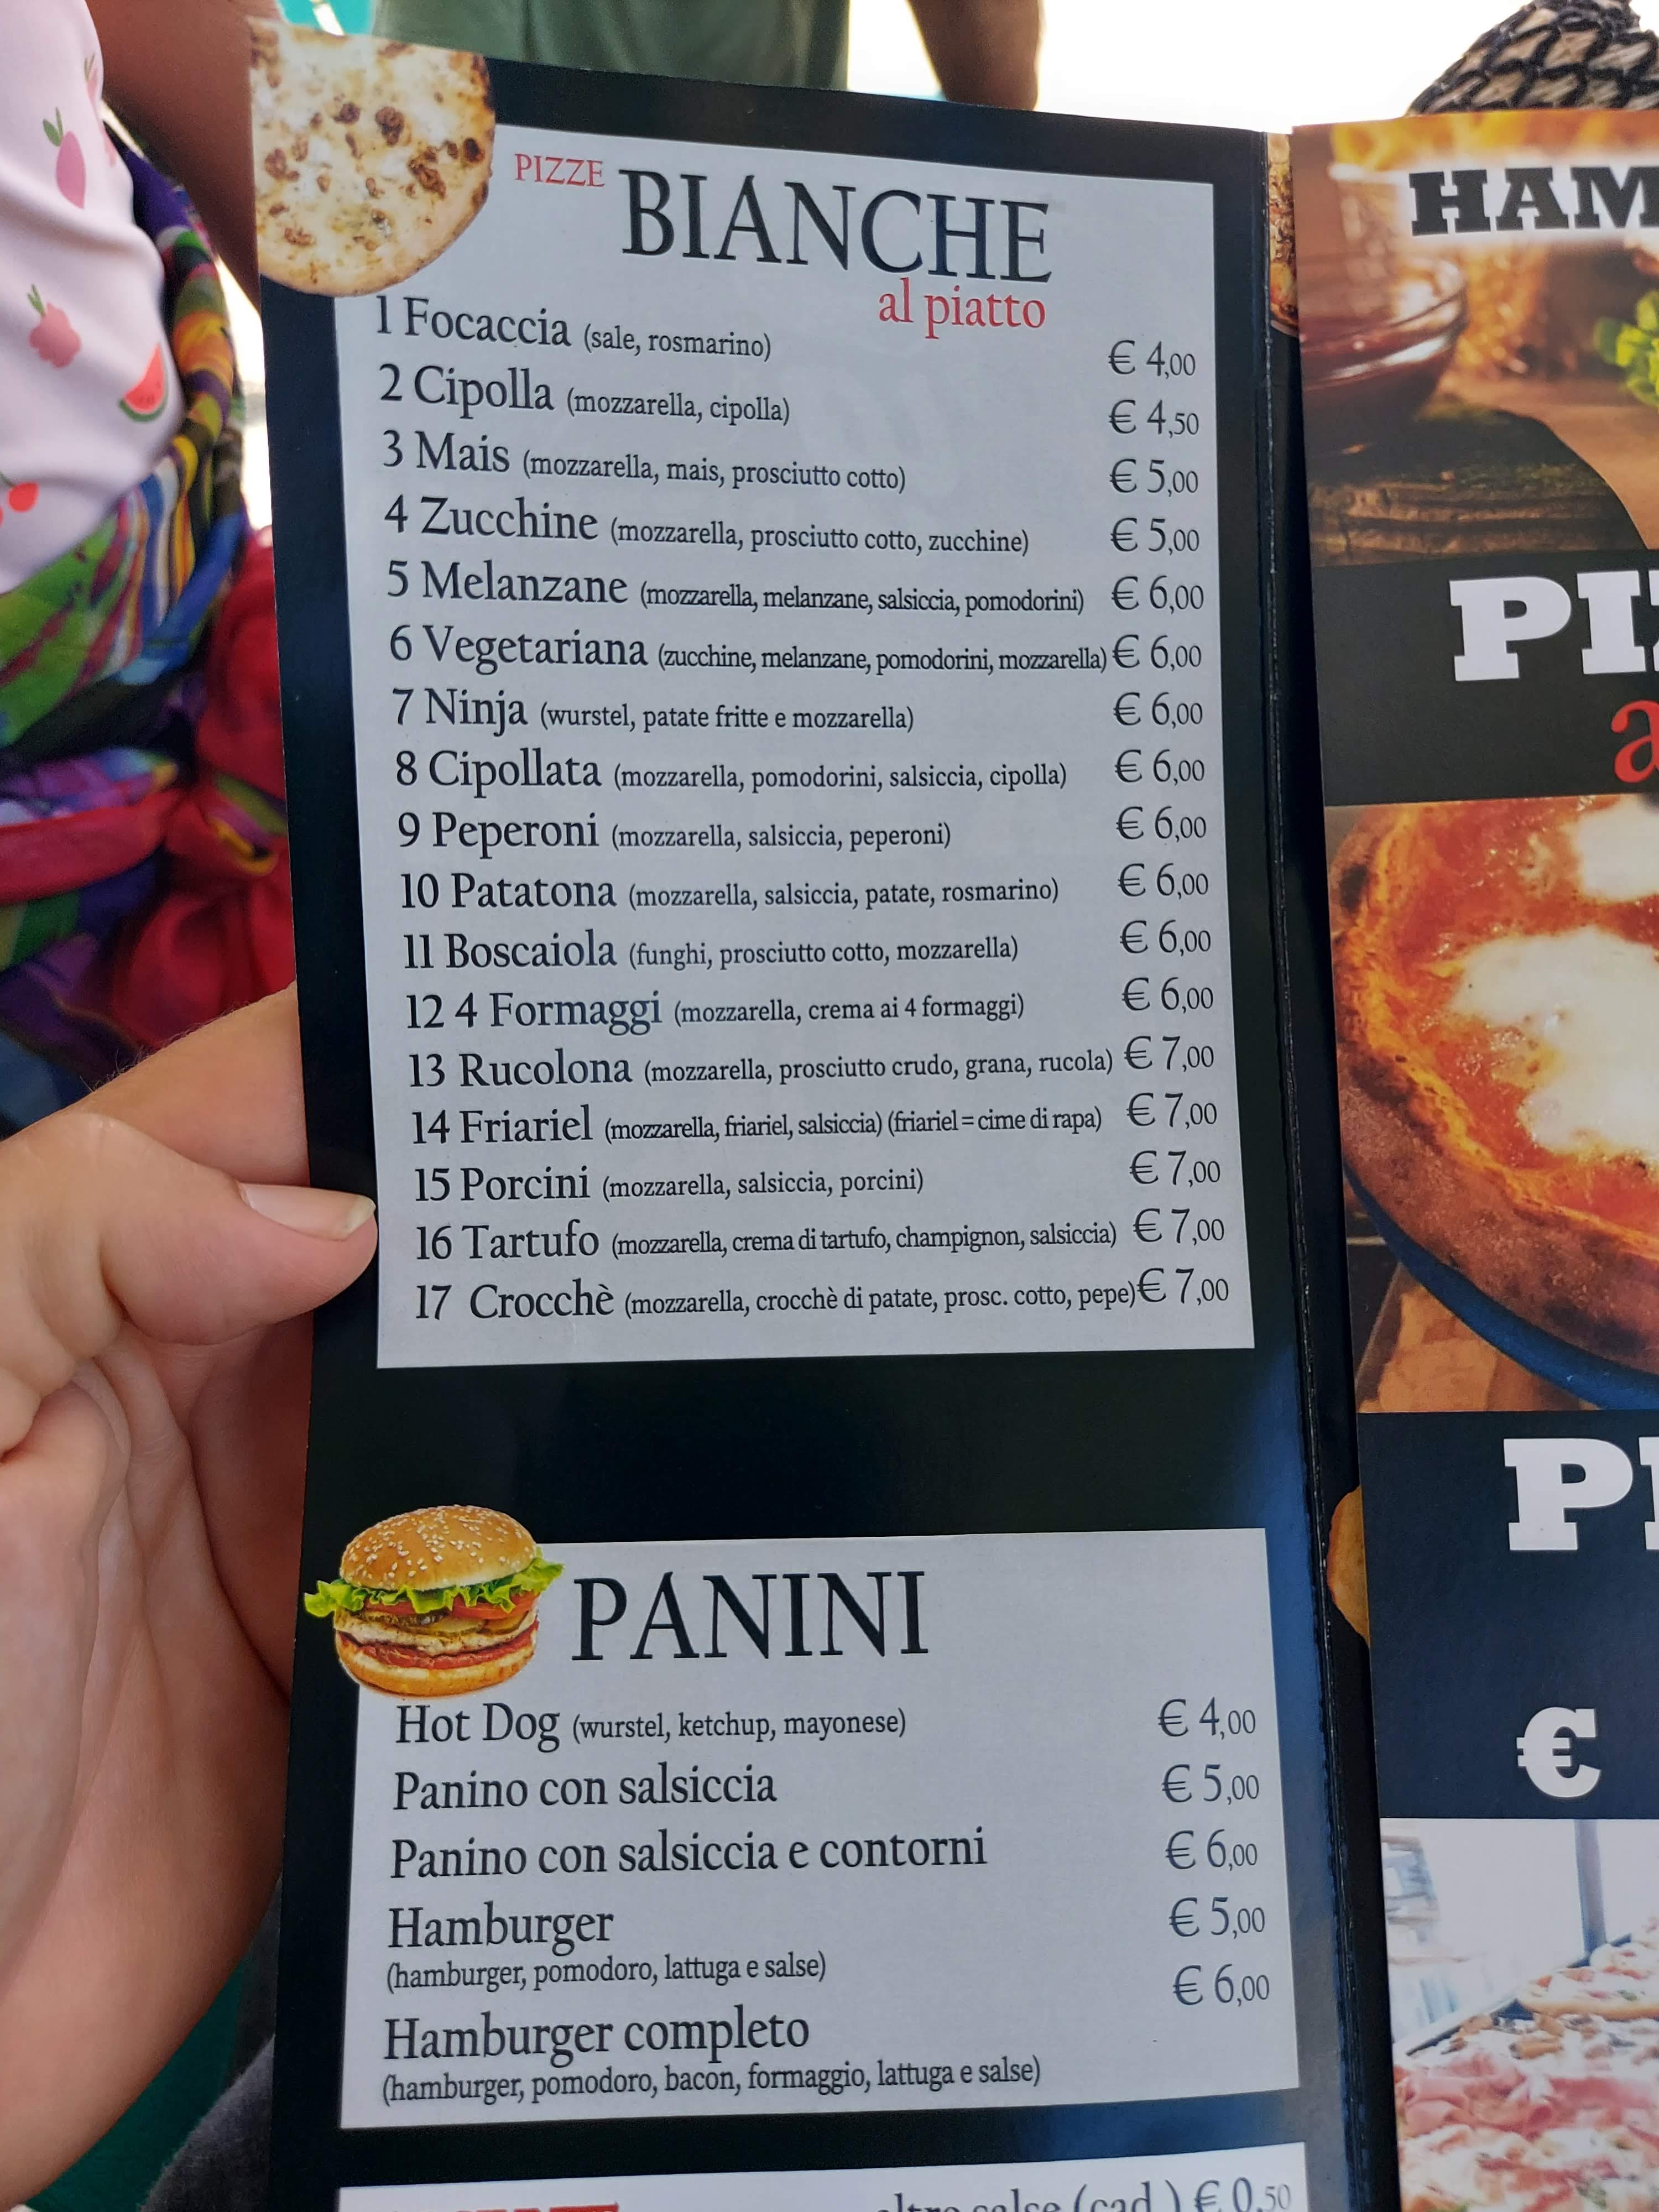 PIZZE BIANCHE
al piatto
1 Focaccia (sale, rosmarino) € 4,00
2 Cipolla (mozzarella, cipolla) € 4,50
3 Mais (mozzarella, mais, prosciutto cotto) € 5,00
4 Zucchine (mozzarella, prosciutto cotto, zucchine) € 5,00
5 Melanzane (mozzarella, melanzane, salsiccia, pomodorini) € 6,00
6 Vegetariana (zucchine, melanzane, pomodorini, mozzarella) € 6,00
7 Ninja (wurstel, patate fritte e mozzarella) € 6,00
8 Cipollata (mozzarella, pomodorini, salsiccia, cipolla) € 6,00
9 Peperoni (mozzarella, salsiccia, peperoni) € 6,00
10 Patatona (mozzarella, salsiccia, patate, rosmarino) € 6,00
11 Boscaiola (funghi, prosciutto cotto, mozzarella) € 6,00
12 4 Formaggi (mozzarella, crema ai 4 formaggi) € 6,00
13 Rucolona (mozzarella, prosciutto crudo, grana, rucola) € 7,00
14 Friariel (mozzarella, friariel, salsiccia) (friariel = cime di rapa) € 7,00
15 Porcini (mozzarella, salsiccia, porcini) € 7,00
16 Tartufo (mozzarella, crema di tartufo, champignon, salsiccia) € 7,00
17 Crocchè (mozzarella, crocchè di patate, prosc. cotto, pepe) € 7,00
PANINI
Hot Dog (wurstel, ketchup, mayonese) € 4,00
Panino con salsiccia € 5,00
Panino con salsiccia e contorni € 6,00
Hamburger € 5,00
(hamburger, pomodoro, lattuga e salse)
€ 6,00
Hamburger completo
(hamburger, pomodoro, bacon, formaggio, lattuga e salse)
salse (cad.) € 0,50
HAM
PI
a
P
€